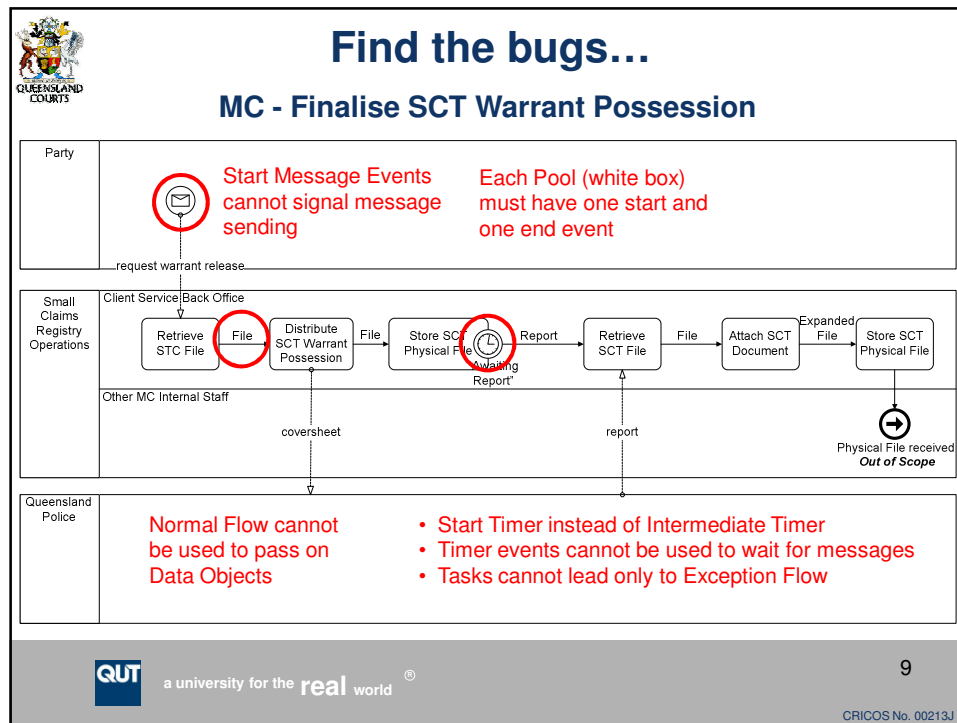 QUEENSLAND
COURTS
Find the bugs…
MC - Finalise SCT Warrant Possession
Party
Start Message Events
cannot signal message
sending
Each Pool (white box)
must have one start and
one end event
request warrant release
Small
Claims
Registry
Operations
Client Service Back Office
Retrieve
STC File
File
Distribute
SCT Warrant
Possession
File
Store SCT
Physical File
Awaiting
Report"
Report
Retrieve
SCT File
File
Attach SCT
Document
Expanded
File
Store SCT
Physical File
Other MC Internal Staff
coversheet
report
Physical File received
Out of Scope
Queensland
Police
Normal Flow cannot
be used to pass on
Data Objects
• Start Timer instead of Intermediate Timer
• Timer events cannot be used to wait for messages
• Tasks cannot lead only to Exception Flow
QUT
a university for the real world ®
9
CRICOS No. 00213J